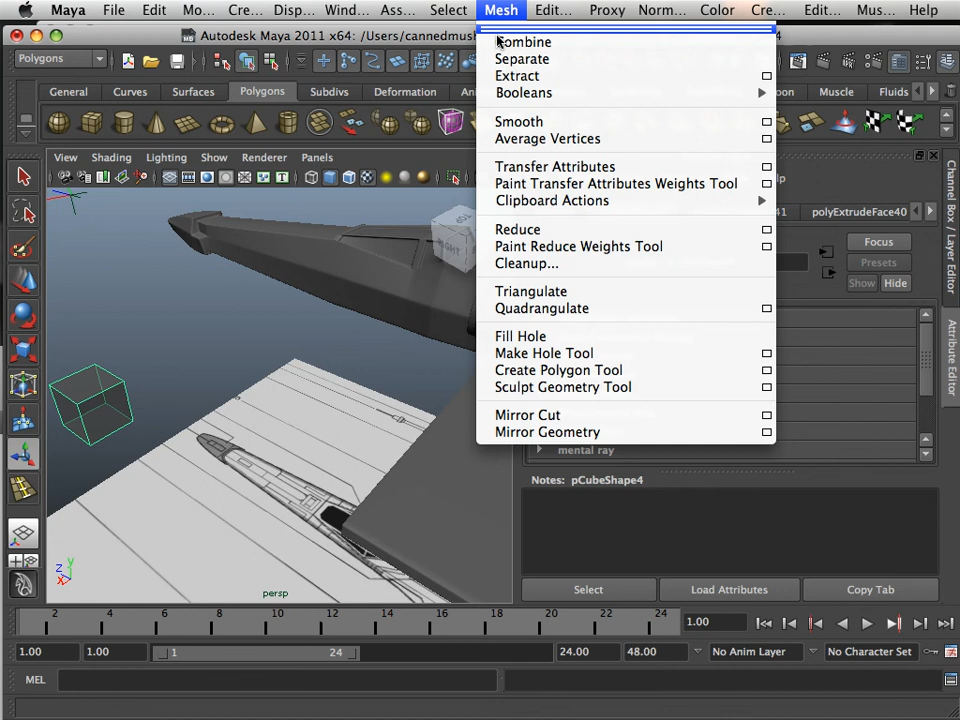 Maya File Edit Mo... Cre... Disp... Wind... Ass... Select Mesh Edit... Proxy Norm... Color Cre... Edit... Mus... Help
Autodesk Maya 2011 x64: /Users/cannedmus
Polygons
General Curves Surfaces Polygons Subdivs Deformation Muscle Fluids
View Shading Lighting Show Renderer Panels
Combine
Separate
Extract
Booleans
Smooth
Average Vertices
Transfer Attributes
Paint Transfer Attributes Weights Tool
Clipboard Actions
Reduce
Paint Reduce Weights Tool
Cleanup...
Triangulate
Quadrangulate
Fill Hole
Make Hole Tool
Create Polygon Tool
Sculpt Geometry Tool
Mirror Cut
Mirror Geometry
polyExtrudeFace40
Focus
Presets
Show Hide
Channel Box / Layer Editor
Attribute Editor
RIGHT
mental ray
Notes: pCubeShape4
y
z
x
persp
Select Load Attributes Copy Tab
2 4 6 8 10 12 14 16 18 20 22 24
1.00
1.00 1.00 1 24 24.00 48.00 No Anim Layer No Character Set
MEL